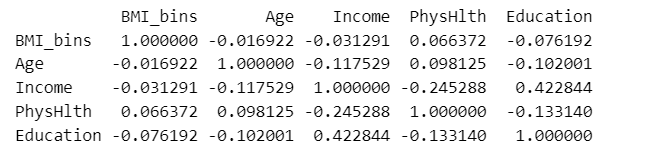 BMI_bins Age Income PhysHlth Education
BMI_bins 1.000000 -0.016922 -0.031291 0.066372 -0.076192
Age -0.016922 1.000000 -0.117529 0.098125 -0.102001
Income -0.031291 -0.117529 1.000000 -0.245288 0.422844
PhysHlth 0.066372 0.098125 -0.245288 1.000000 -0.133140
Education -0.076192 -0.102001 0.422844 -0.133140 1.000000